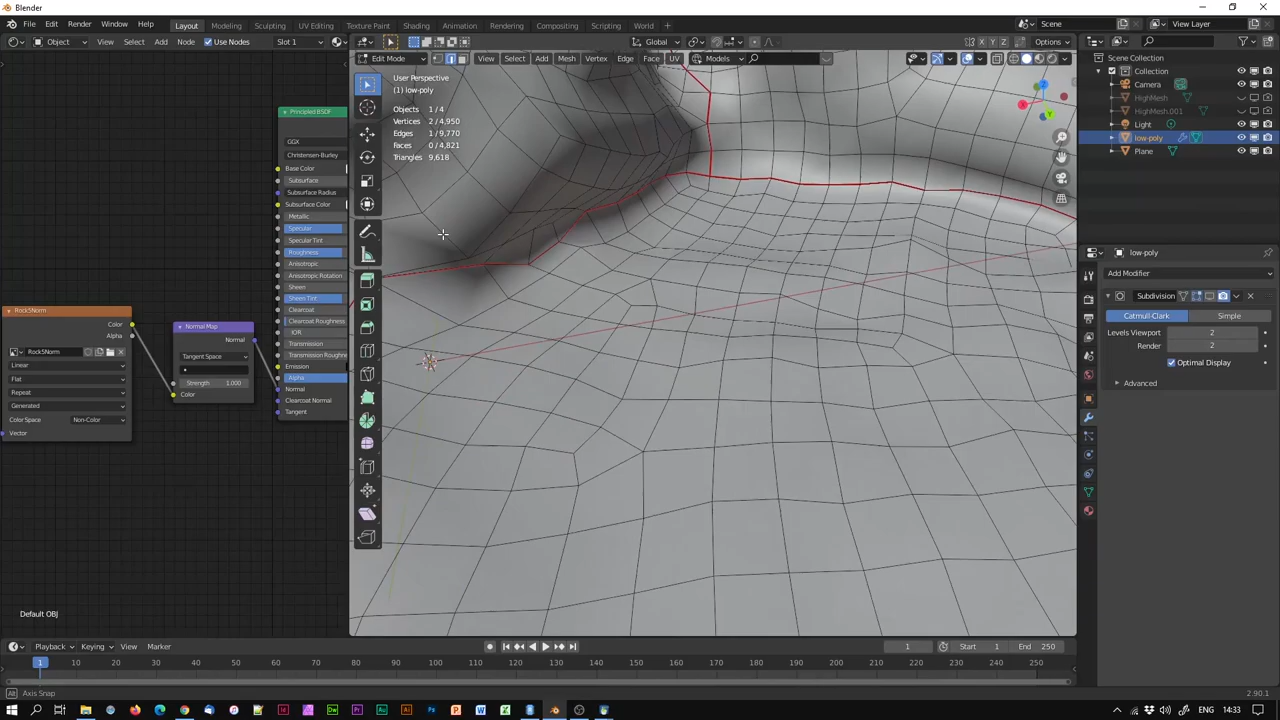 Blender
File Edit Render Window Help Layout Modeling Sculpting UV Editing Texture Paint Shading Animation Rendering Compositing Scripting World + Scene View Layer
Object View Select Add Node Use Nodes Slot 1 Global Options
Edit Mode View Select Add Mesh Vertex Edge Face UV Models
User Perspective
(1) low-poly
Objects 1/4
Vertices 2/4,950
Edges 1/9,770
Faces 0/4,821
Triangles 9,618
Principled BSDF
GGX
Christensen-Burley
Base Color
Subsurface
Subsurface Radius
Subsurface Color
Metallic
Specular
Specular Tint
Roughness
Anisotropic
Anisotropic Rotation
Sheen
Sheen Tint
Clearcoat
Clearcoat Roughness
IOR
Transmission
Transmission Roughne
Emission
Alpha
Normal
Clearcoat Normal
Tangent
Rock5Norm
Color
Alpha
Rock5Norm
Linear
Flat
Repeat
Generated
Color Space Non-Color
Vector
Normal Map
Normal
Tangent Space
Strength 1.000
Color
Default OBJ
Scene Collection
Collection
Camera
HighMesh
HighMesh.001
Light
low-poly
Plane
low-poly
Add Modifier
Subdivision
Catmull-Clark Simple
Levels Viewport 2
Render 2
Optimal Display
Advanced
Playback Keying View Marker 1 Start 1 End 250
1 10 20 30 40 50 60 70 80 90 100 110 120 130 140 150 160 170 180 190 200 210 220 230 240 250
Alt Axis Snap 2.90.1
ENG 14:33